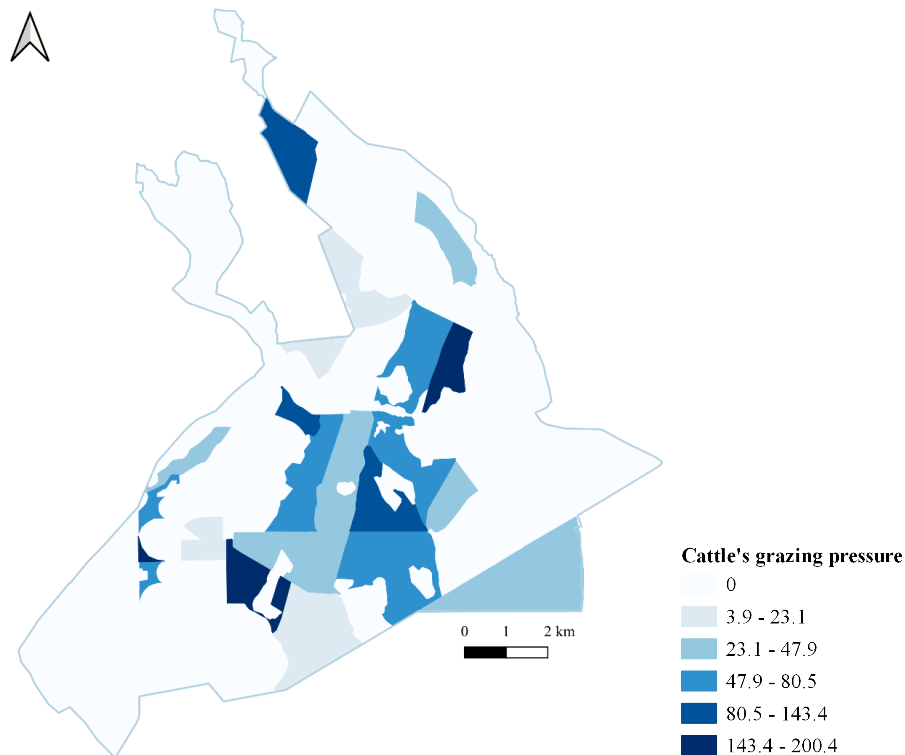 0 1 2 km
Cattle's grazing pressure
0
3.9 - 23.1
23.1 - 47.9
47.9 - 80.5
80.5 - 143.4
143.4 - 200.4